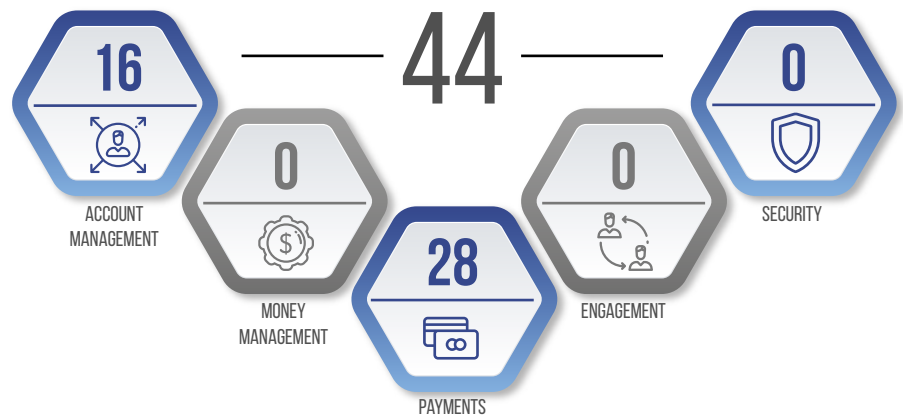 44
16
ACCOUNT
MANAGEMENT
0
$
MONEY
MANAGEMENT
28
PAYMENTS
0
ENGAGEMENT
0
SECURITY